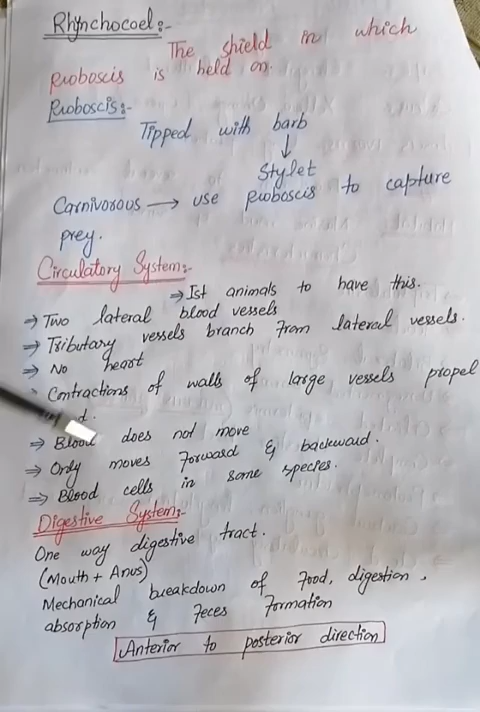 Rhynchocoel:-
The shield in which
proboscis is held on.
Proboscis:-
Tipped with barb
↓
Stylet
Carnivorous → use proboscis to capture
prey.
Circulatory System:-
⇒ Ist animals to have this.
⇒ Two lateral blood vessels
⇒ Tributary vessels branch from lateral vessels.
⇒ No heart
Contractions of walls of large vessels propel
⇒ Blood does not move
⇒ Only moves forward & backward.
⇒ Blood cells in some species.
Digestive System:-
One way digestive tract.
(Mouth + Anus)
Mechanical breakdown of food, digestion,
absorption & feces formation
Anterior to posterior direction